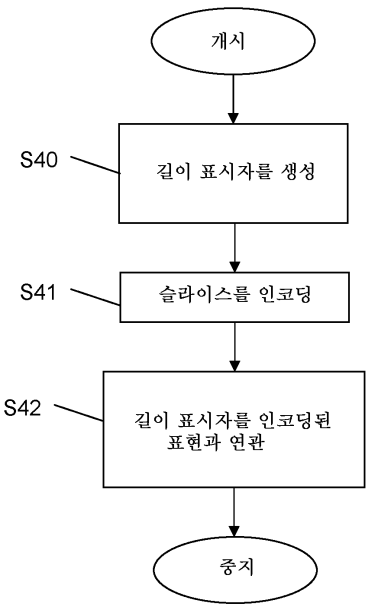 개시
S40
길이 표시자를 생성
S41
슬라이스를 인코딩
S42
길이 표시자를 인코딩된
표현과 연관
중지